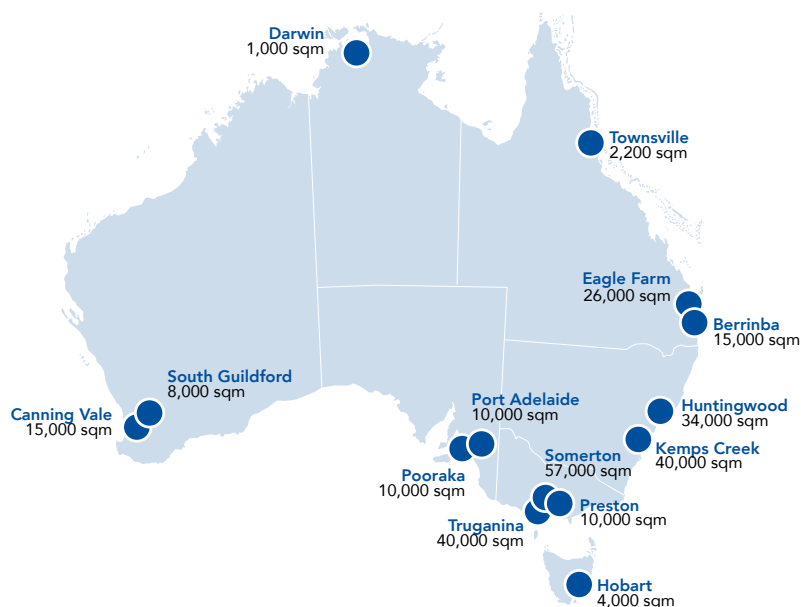 Darwin
1,000 sqm
Townsville
2,200 sqm
Eagle Farm
26,000 sqm
Berrinba
15,000 sqm
South Guildford
8,000 sqm
Canning Vale
15,000 sqm
Port Adelaide
10,000 sqm
Huntingwood
34,000 sqm
Kemps Creek
40,000 sqm
Somerton
57,000 sqm
Pooraka
10,000 sqm
Preston
10,000 sqm
Truganina
40,000 sqm
Hobart
4,000 sqm